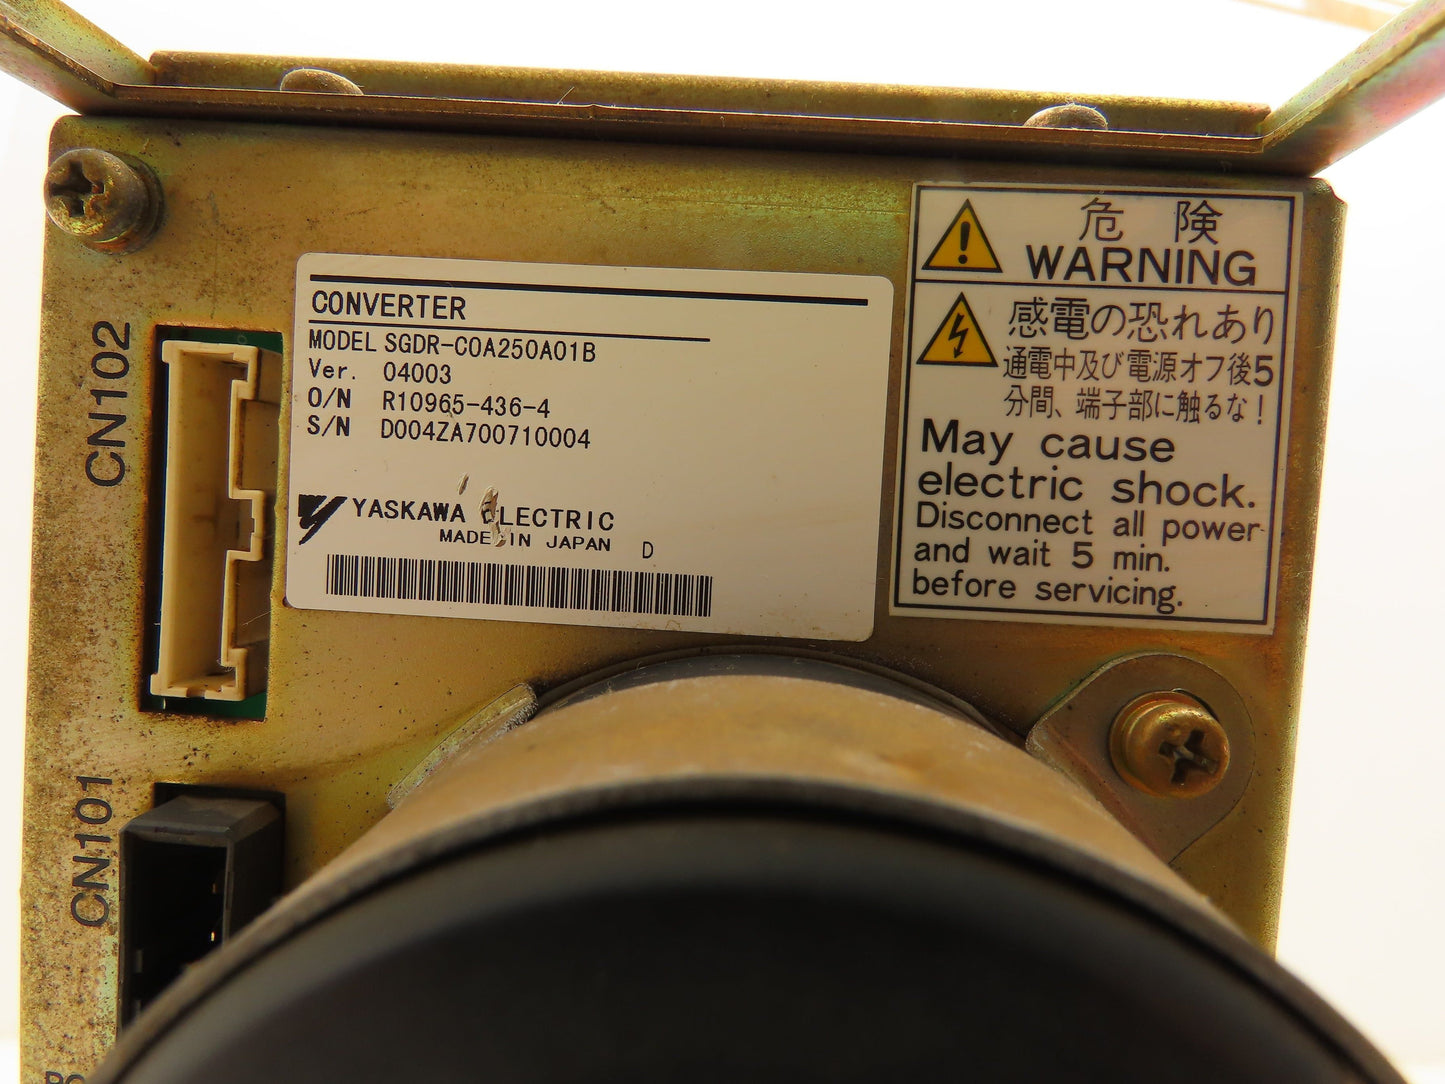 CONVERTER
MODEL SGDR-COA250A01B
Ver. 04003
O/N R10965-436-4
S/N D004ZA700710004
YASKAWA ELECTRIC
MADE IN JAPAN D
危 険
WARNING
感電の恐れあり
通電中及び電源オフ後5
分間、端子部に触るな!
May cause
electric shock.
Disconnect all power
and wait 5 min.
before servicing.
CN102
CN101